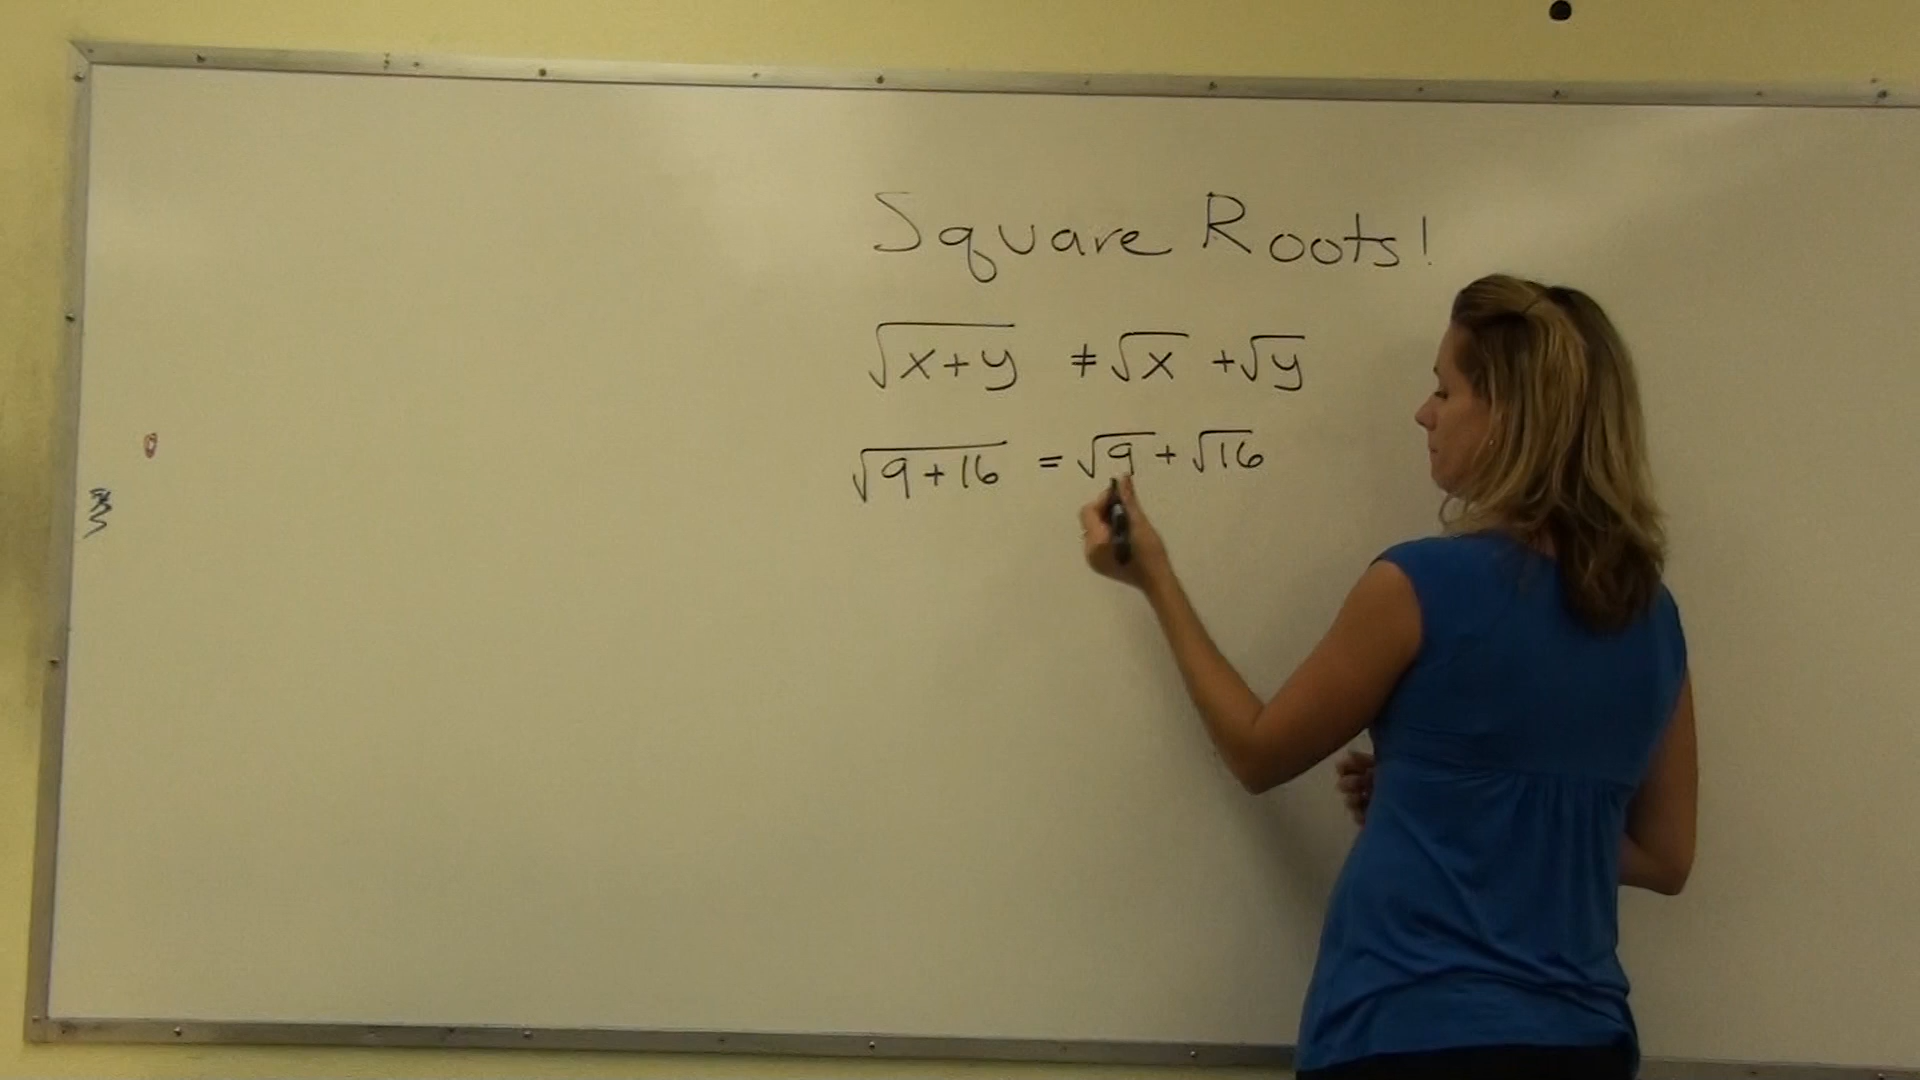 Square Roots!
√x+y ≠ √x + √y
√9+16 = √9 + √16